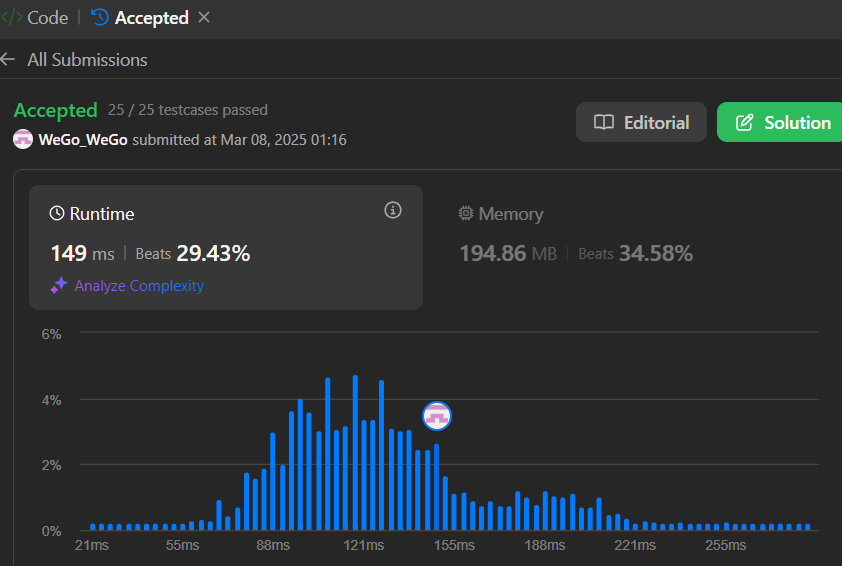 </> Code | Accepted ×
← All Submissions
Accepted 25 / 25 testcases passed
Editorial
Solution
WeGo_WeGo submitted at Mar 08, 2025 01:16
Runtime
149 ms | Beats 29.43%
Analyze Complexity
Memory
194.86 MB | Beats 34.58%
6%
4%
2%
0%
21ms 55ms 88ms 121ms 155ms 188ms 221ms 255ms